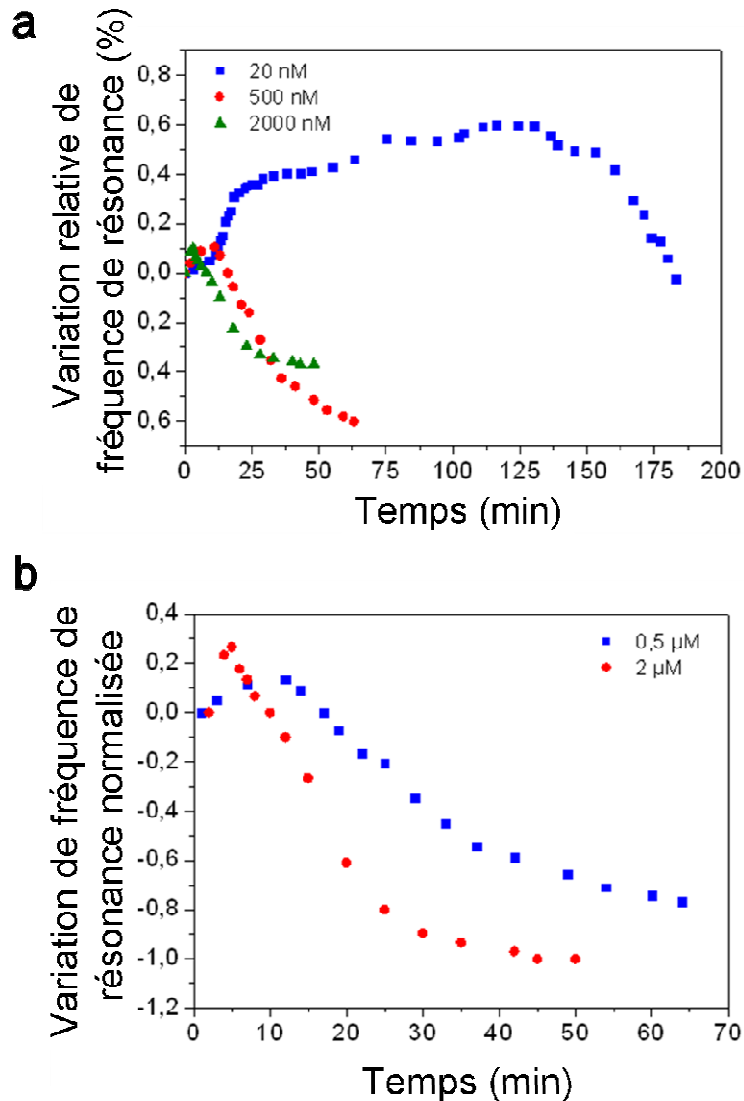 a
Variation relative de
fréquence de résonance (%)
20 nM
500 nM
2000 nM
0,8
0,6
0,4
0,2
0,0
0,2
0,4
0,6
0 25 50 75 100 125 150 175 200
Temps (min)
b
Variation de fréquence de
résonance normalisée
0,5 µM
2 µM
0,4
0,2
0,0
-0,2
-0,4
-0,6
-0,8
-1,0
-1,2
0 10 20 30 40 50 60 70
Temps (min)